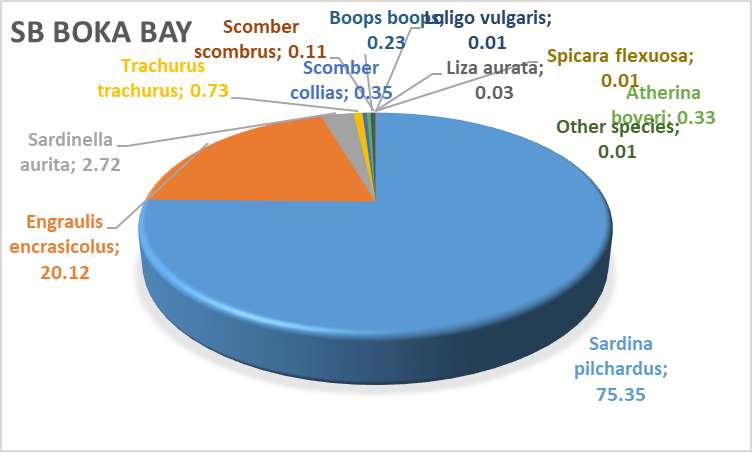 SB BOKA BAY
Scomber
scombrus; 0.11
Boops boops;
0.23
Loligo vulgaris;
0.01
Spicara flexuosa;
0.01
Trachurus
trachurus; 0.73
Scomber
collias; 0.35
Liza aurata;
0.03
Atherina
boyeri; 0.33
Other species;
0.01
Sardinella
aurita; 2.72
Engraulis
encrasicolus;
20.12
Sardina
pilchardus;
75.35